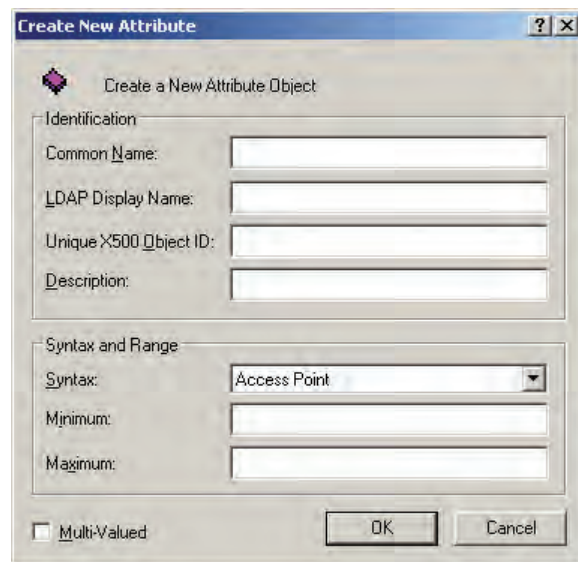 Create New Attribute
Create a New Attribute Object
Identification
Common Name:
LDAP Display Name:
Unique X500 Object ID:
Description:
Syntax and Range
Syntax: Access Point
Minimum:
Maximum:
Multi-Valued OK Cancel